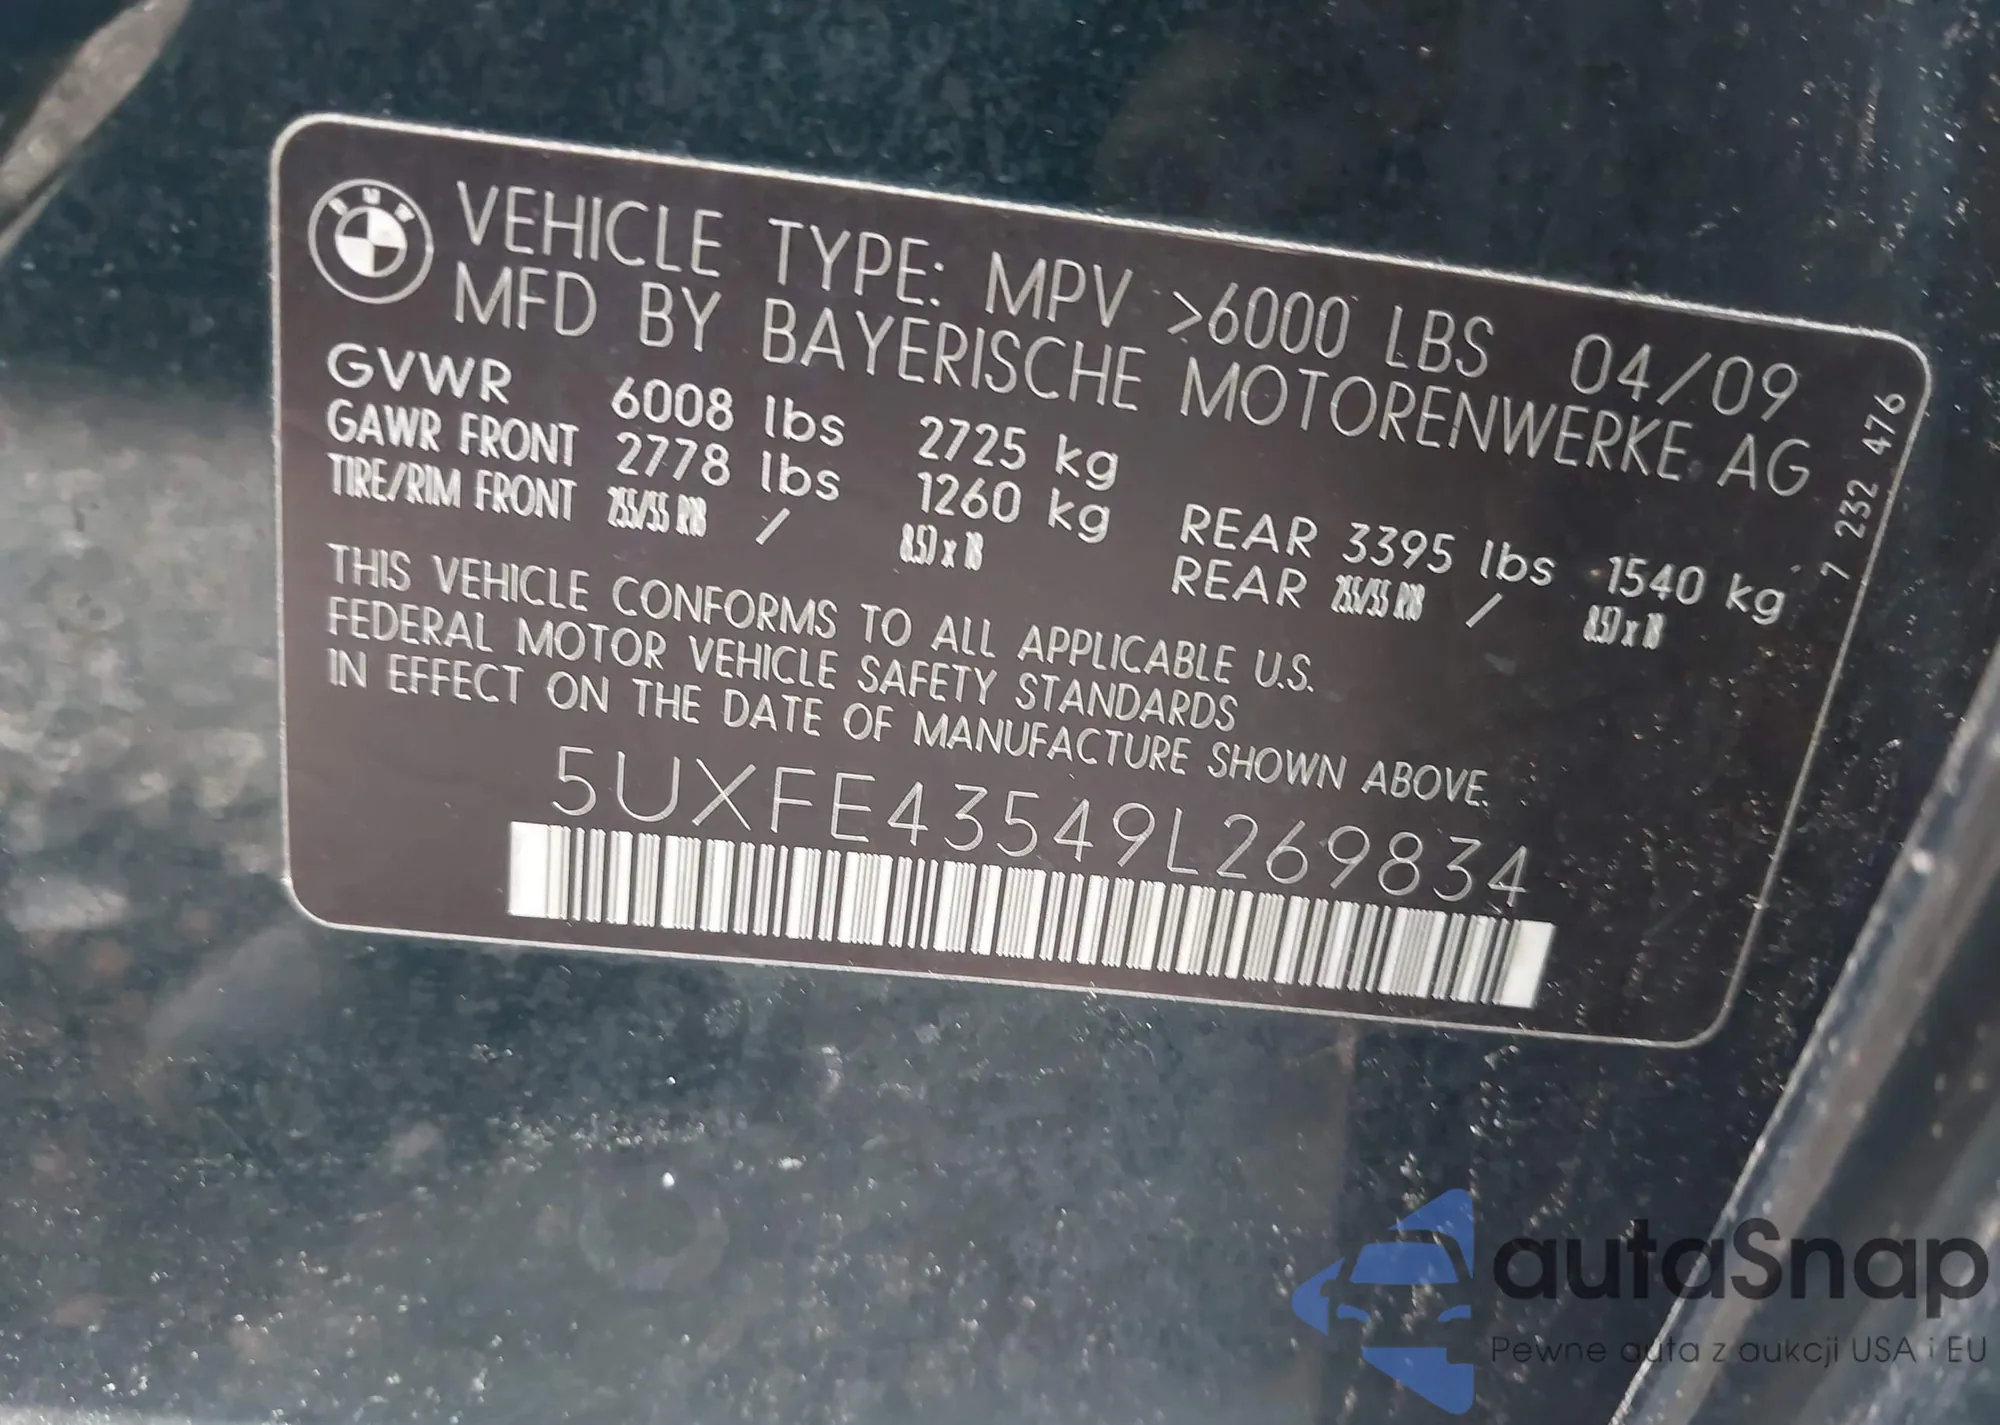 BMW
VEHICLE TYPE: MPV >6000 LBS 04/09
MFD BY BAYERISCHE MOTORENWERKE AG
GVWR 6008 lbs 2725 kg
GAWR FRONT 2778 lbs 1260 kg REAR 3395 lbs 1540 kg
TIRE/RIM FRONT 255/55 R18 / 8.5J x 18 REAR 255/55 R18 / 8.5J x 18
7 232 476
THIS VEHICLE CONFORMS TO ALL APPLICABLE U.S.
FEDERAL MOTOR VEHICLE SAFETY STANDARDS
IN EFFECT ON THE DATE OF MANUFACTURE SHOWN ABOVE.
5UXFE43549L269834
autaSnap
Pewne auta z aukcji USA i EU